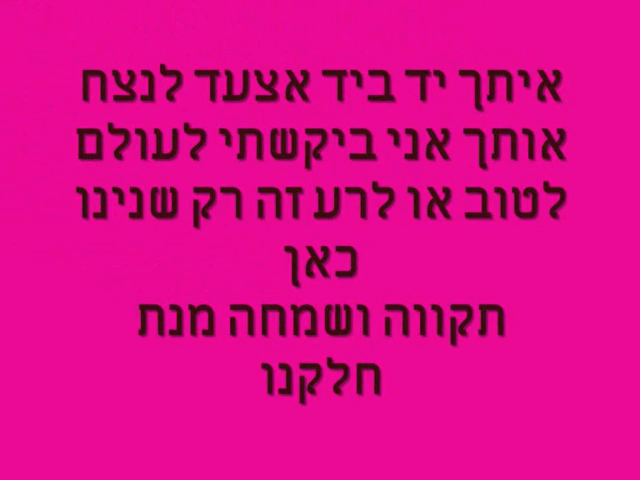 איתך יד ביד אצעד לנצח
אותך אני ביקשתי לעולם
לטוב או לרע זה רק שנינו
כאן
תקווה ושמחה מנת
חלקנו